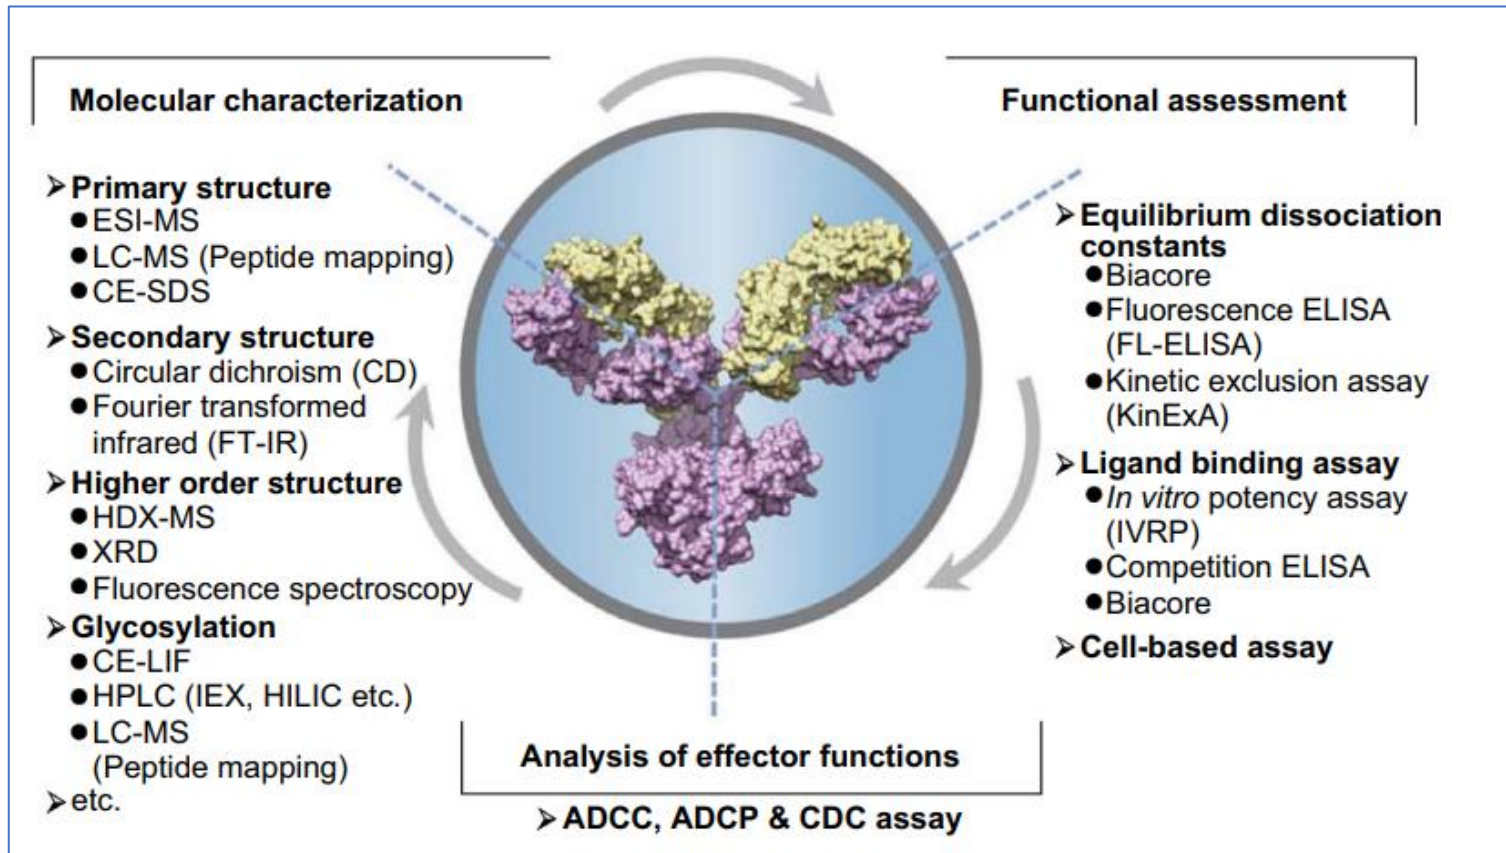 Molecular characterization
➢Primary structure
●ESI-MS
●LC-MS (Peptide mapping)
●CE-SDS
➢Secondary structure
●Circular dichroism (CD)
●Fourier transformed
infrared (FT-IR)
➢Higher order structure
●HDX-MS
●XRD
●Fluorescence spectroscopy
➢Glycosylation
●CE-LIF
●HPLC (IEX, HILIC etc.)
●LC-MS
(Peptide mapping)
➢etc.
Functional assessment
➢Equilibrium dissociation
constants
●Biacore
●Fluorescence ELISA
(FL-ELISA)
●Kinetic exclusion assay
(KinExA)
➢Ligand binding assay
●In vitro potency assay
(IVRP)
●Competition ELISA
●Biacore
➢Cell-based assay
Analysis of effector functions
➢ADCC, ADCP & CDC assay